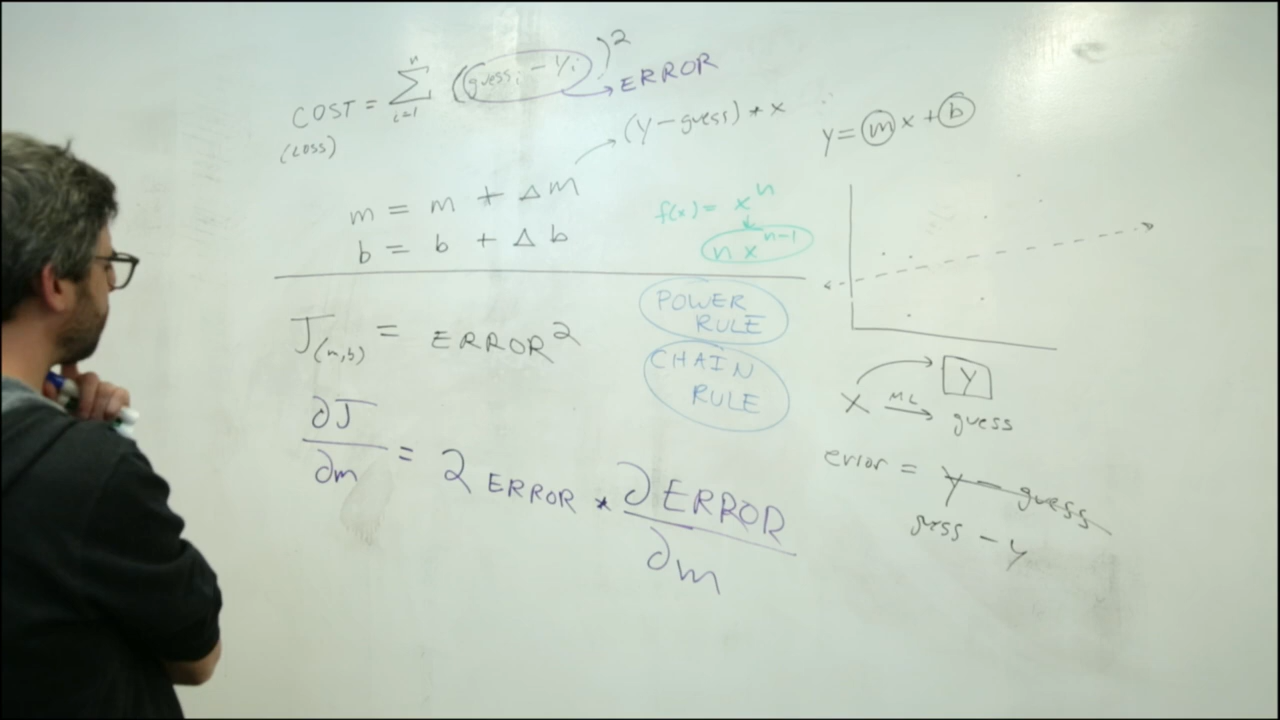 COST = Σ (guessᵢ - Yᵢ)²
n
i=1
(LOSS)
→ ERROR
(y - guess) * x
m = m + Δm
b = b + Δb
f(x) = xⁿ
n xⁿ⁻¹
POWER
RULE
CHAIN
RULE
J(m,b) = ERROR²
∂J/∂m = 2 ERROR * ∂ERROR/∂m
y = mx + b
Y
X ML → guess
error = Y - guess
guess - y